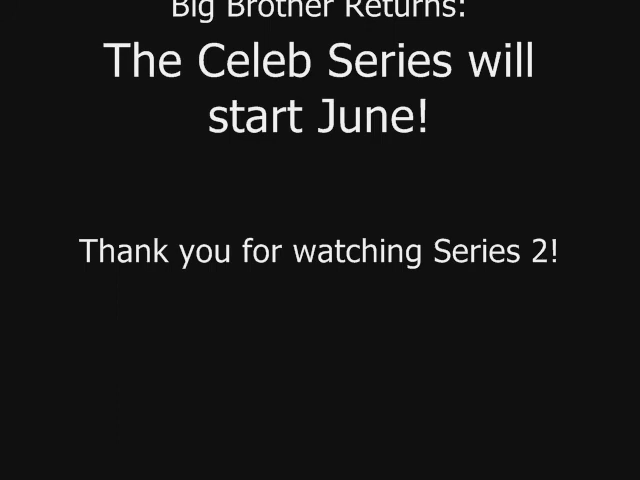 Big Brother Returns:
The Celeb Series will
start June!
Thank you for watching Series 2!